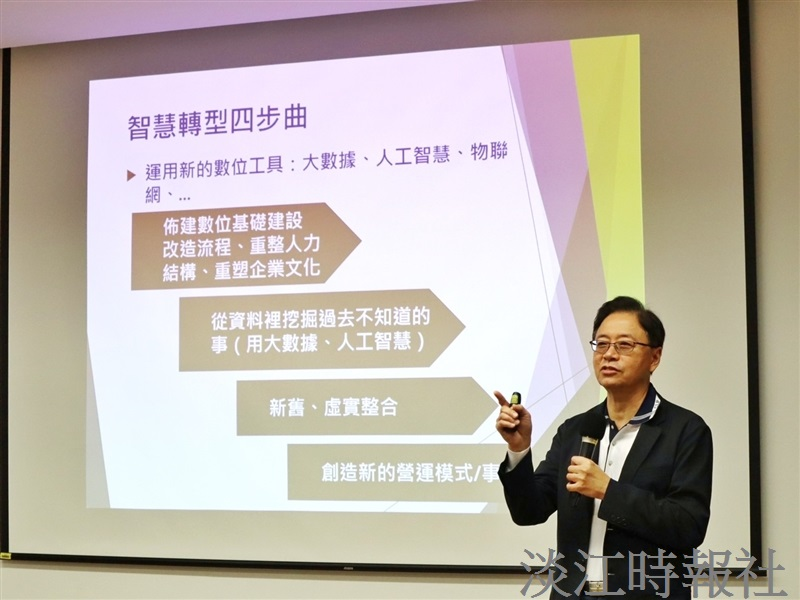 智慧轉型四步曲
運用新的數位工具：大數據、人工智慧、物聯
網、...
佈建數位基礎建設
改造流程、重整人力
結構、重塑企業文化
從資料裡挖掘過去不知道的
事（用大數據、人工智慧）
新舊、虛實整合
創造新的營運模式/事
淡江時報社